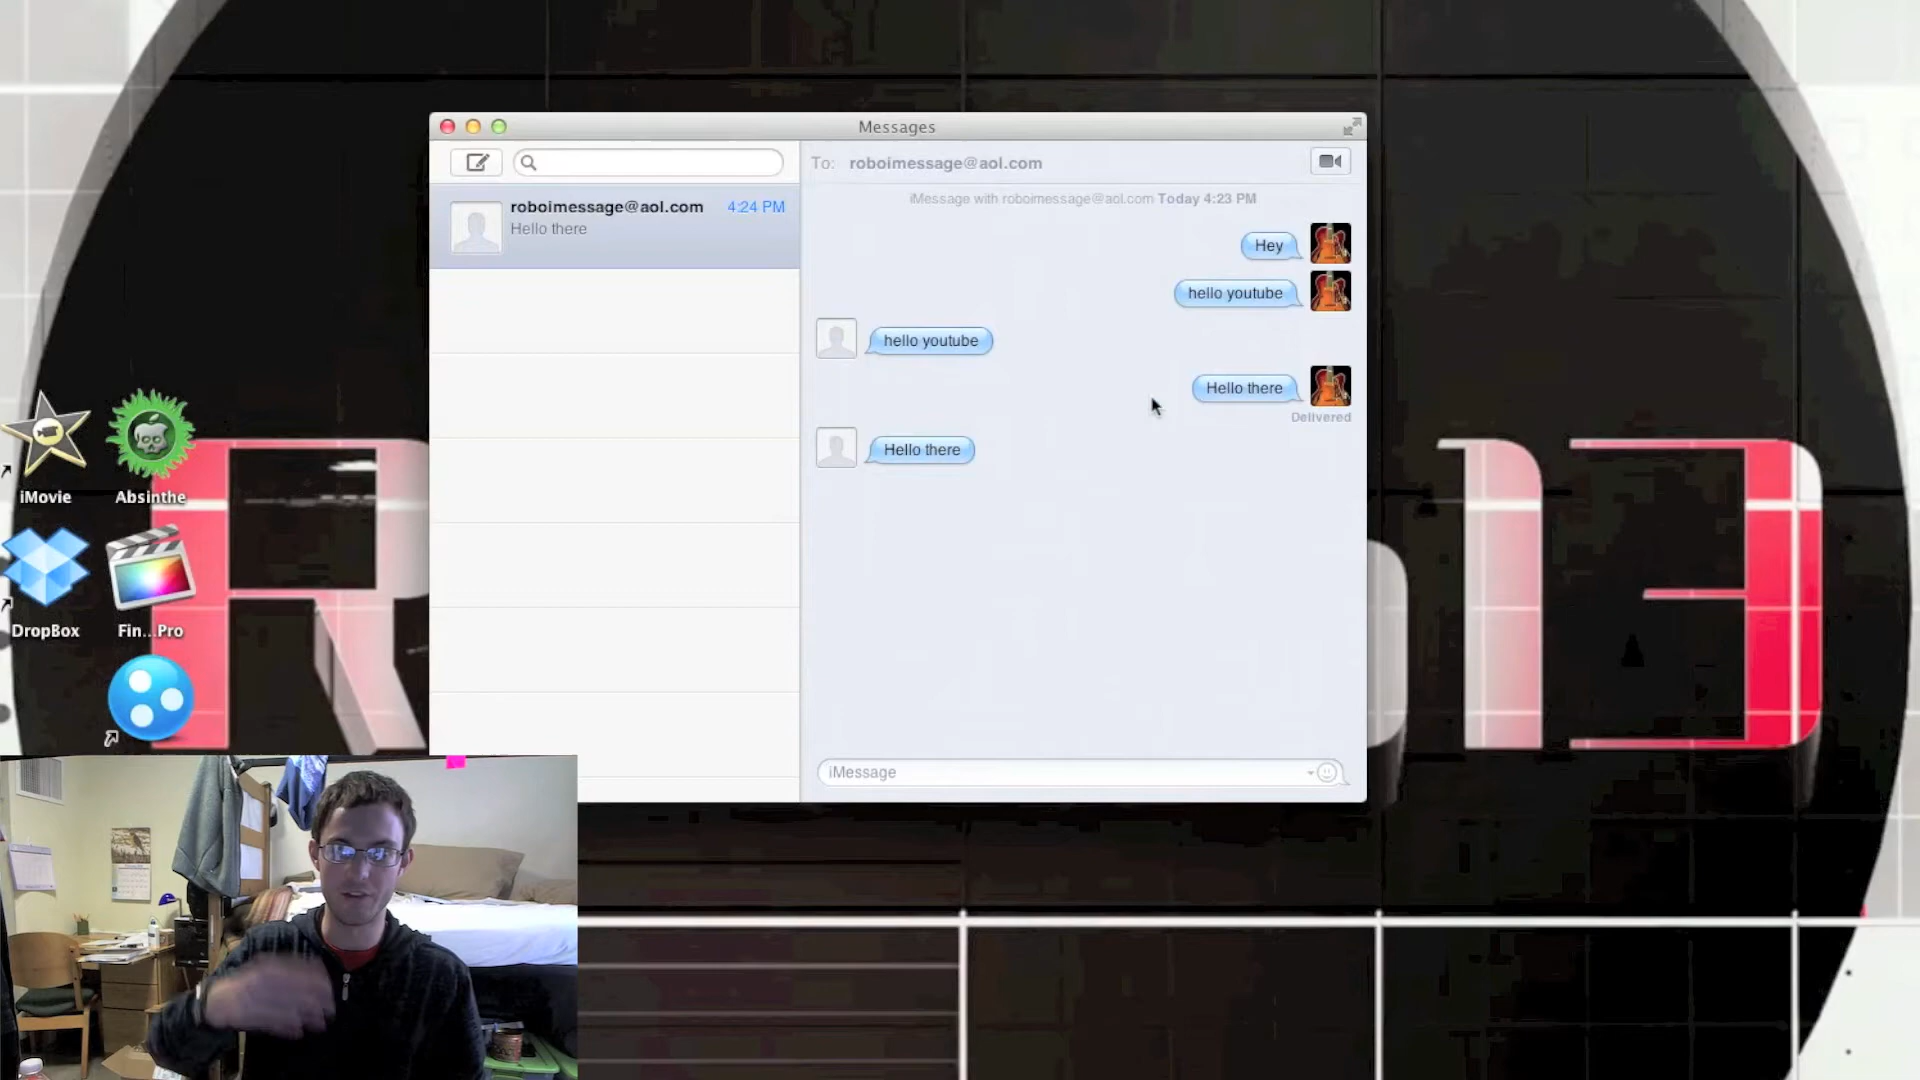 Messages
To: roboimessage@aol.com
roboimessage@aol.com 4:24 PM
Hello there
iMessage with roboimessage@aol.com Today 4:23 PM
Hey
hello youtube
hello youtube
Hello there
Delivered
Hello there
iMessage
iMovie
Absinthe
DropBox
Fin...Pro